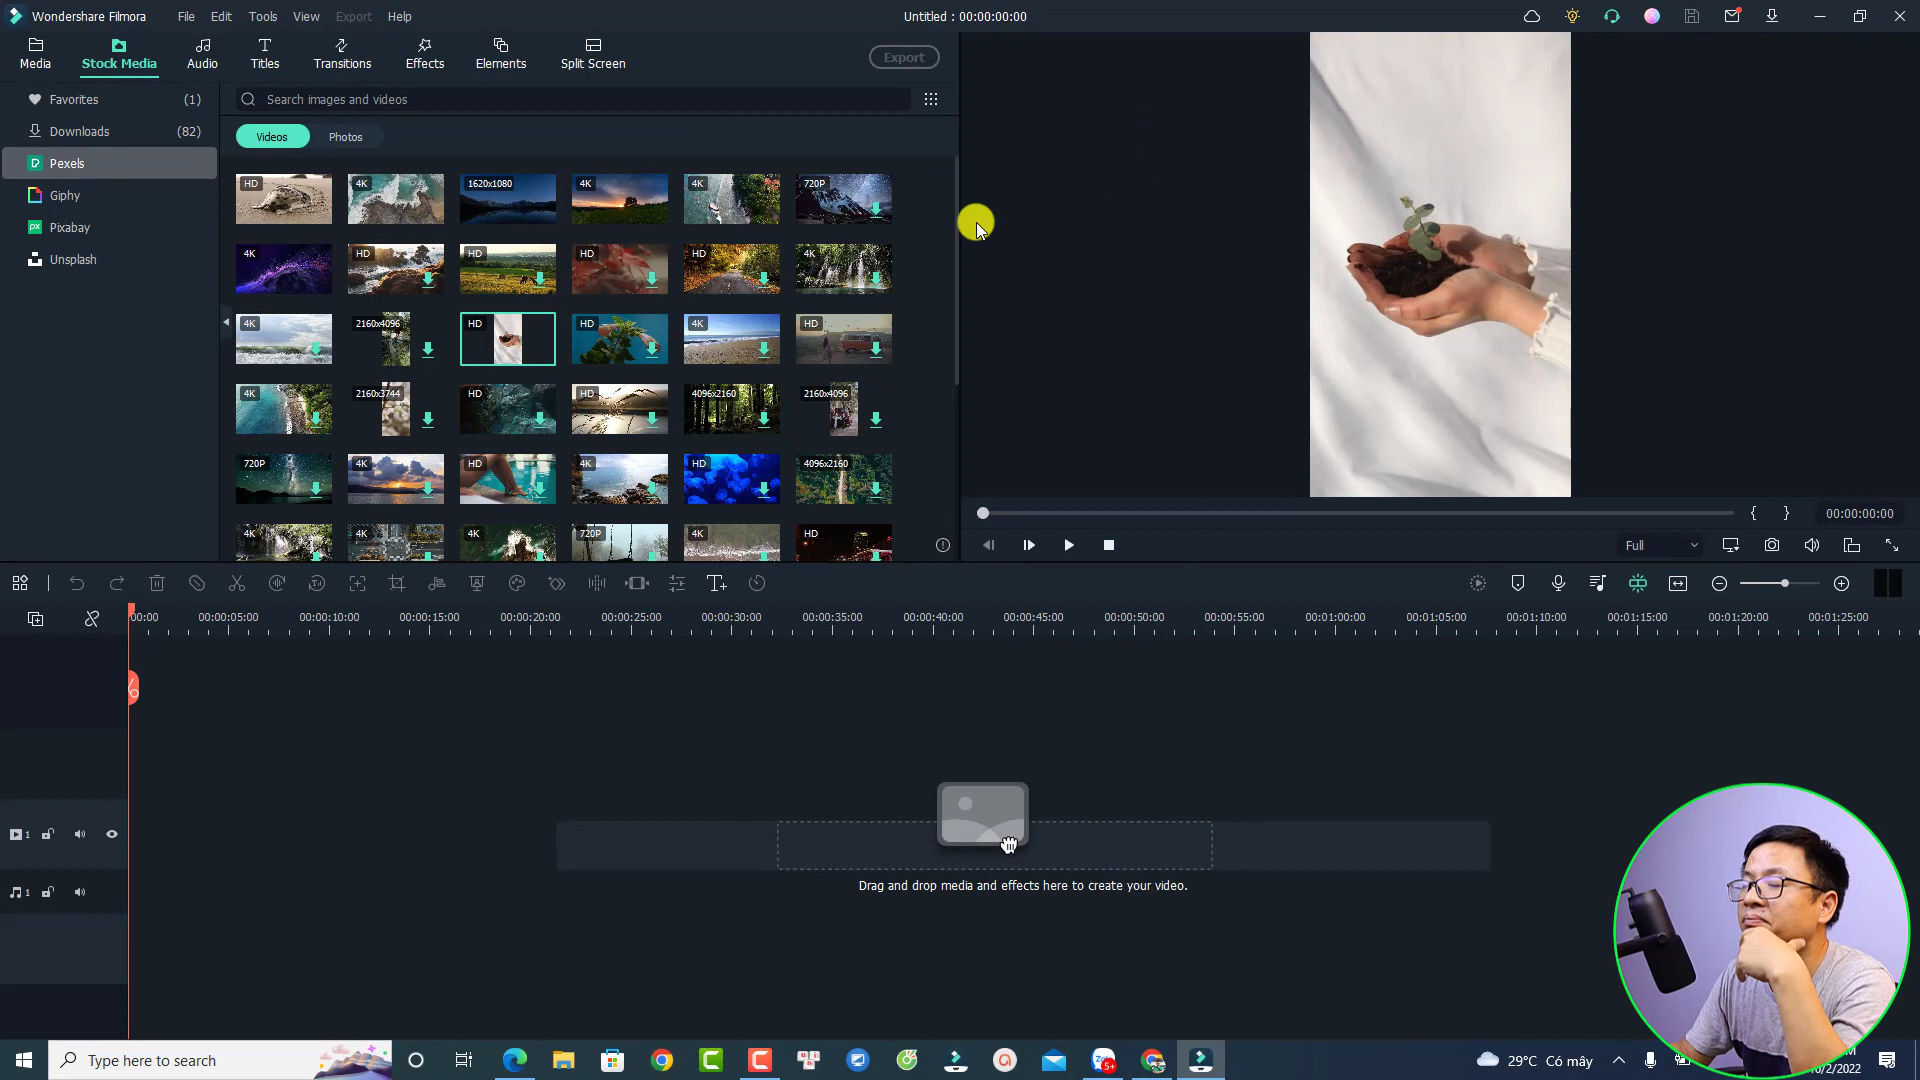 Wondershare Filmora File Edit Tools View Export Help Untitled : 00:00:00:00
Media Stock Media Audio Titles Transitions Effects Elements Split Screen Export
Favorites (1)
Downloads (82)
Pexels
Giphy
Pixabay
Unsplash
Search images and videos
Videos Photos
HD 4K 1620x1080 4K 4K 720P
4K HD HD HD HD 4K
4K 2160x4096 HD HD 4K HD
4K 2160x3744 HD HD 4096x2160 2160x4096
720P 4K HD 4K HD 4096x2160
4K 4K 4K 720P 4K HD
{ } 00:00:00:00
Full
00:00 00:00:05:00 00:00:10:00 00:00:15:00 00:00:20:00 00:00:25:00 00:00:30:00 00:00:35:00 00:00:40:00 00:00:45:00 00:00:50:00 00:00:55:00 00:01:00:00 00:01:05:00 00:01:10:00 00:01:15:00 00:01:20:00 00:01:25:00
1
1
Drag and drop media and effects here to create your video.
Type here to search
5+
29°C Có mây
M
10/2/2022